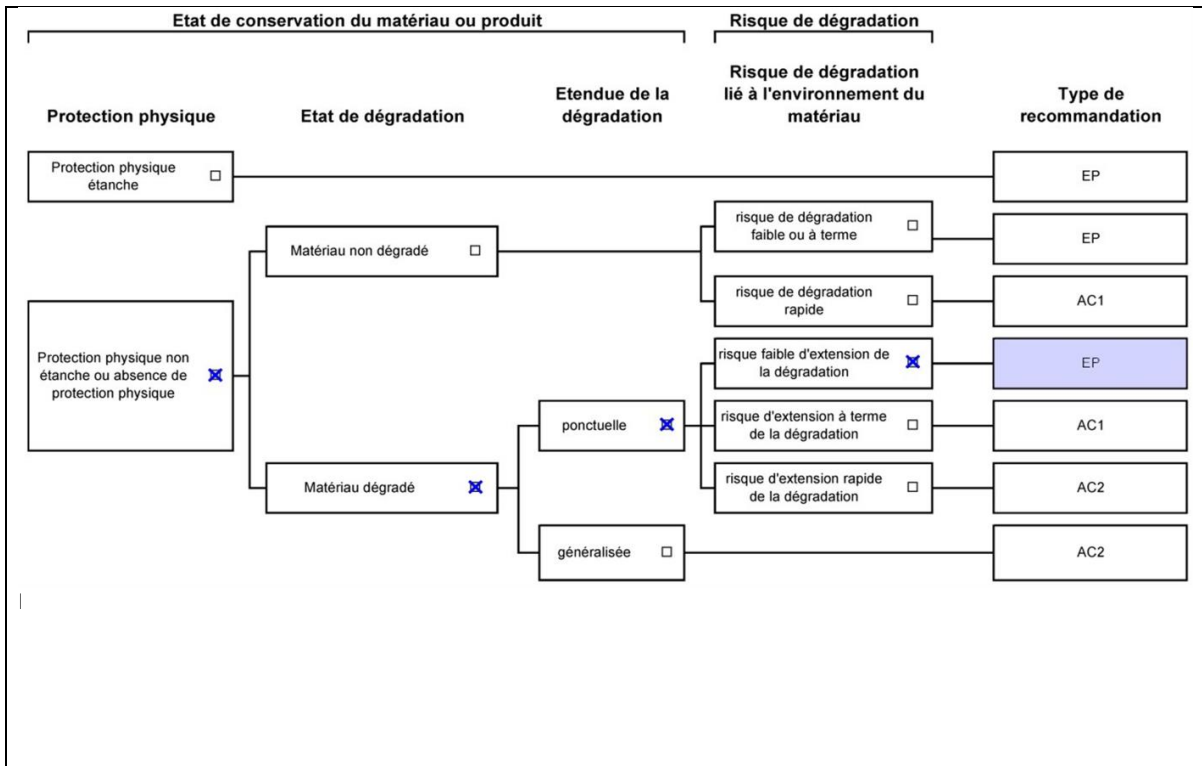 Etat de conservation du matériau ou produit
Risque de dégradation
Protection physique
Etat de dégradation
Etendue de la
dégradation
Risque de dégradation
lié à l'environnement du
matériau
Type de
recommandation
Protection physique
étanche
EP
Matériau non dégradé
risque de dégradation
faible ou à terme
EP
risque de dégradation
rapide
AC1
Protection physique non
étanche ou absence de
protection physique
risque faible d'extension de
la dégradation
EP
ponctuelle
risque d'extension à terme
de la dégradation
AC1
Matériau dégradé
risque d'extension rapide
de la dégradation
AC2
généralisée
AC2